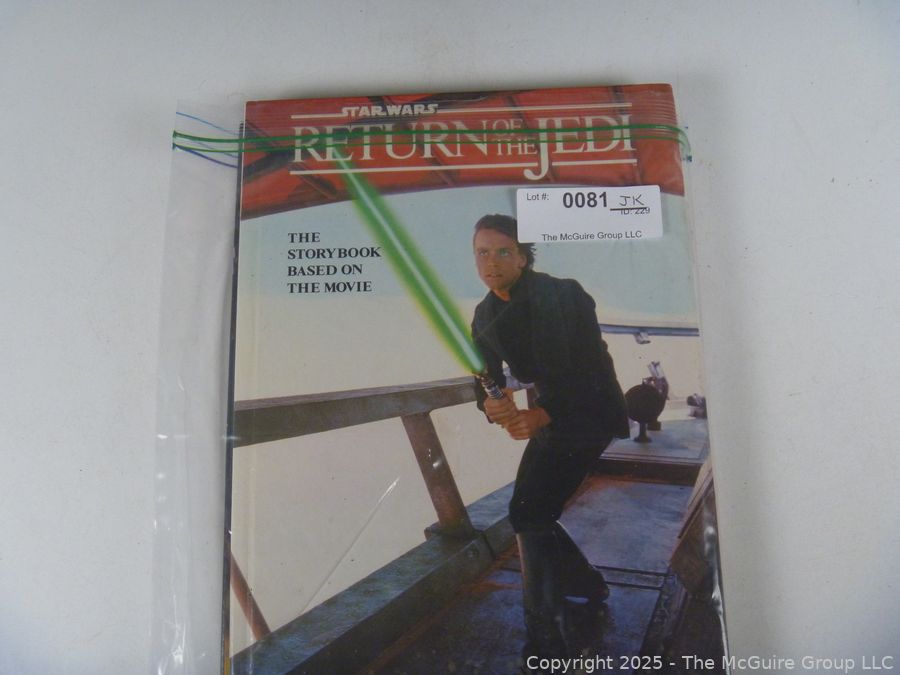 STAR WARS
RETURN OF THE JEDI
THE
STORYBOOK
BASED ON
THE MOVIE
Lot #: 0081 JK
ID: 229
The McGuire Group LLC
Copyright © 2025 - The McGuire Group LLC